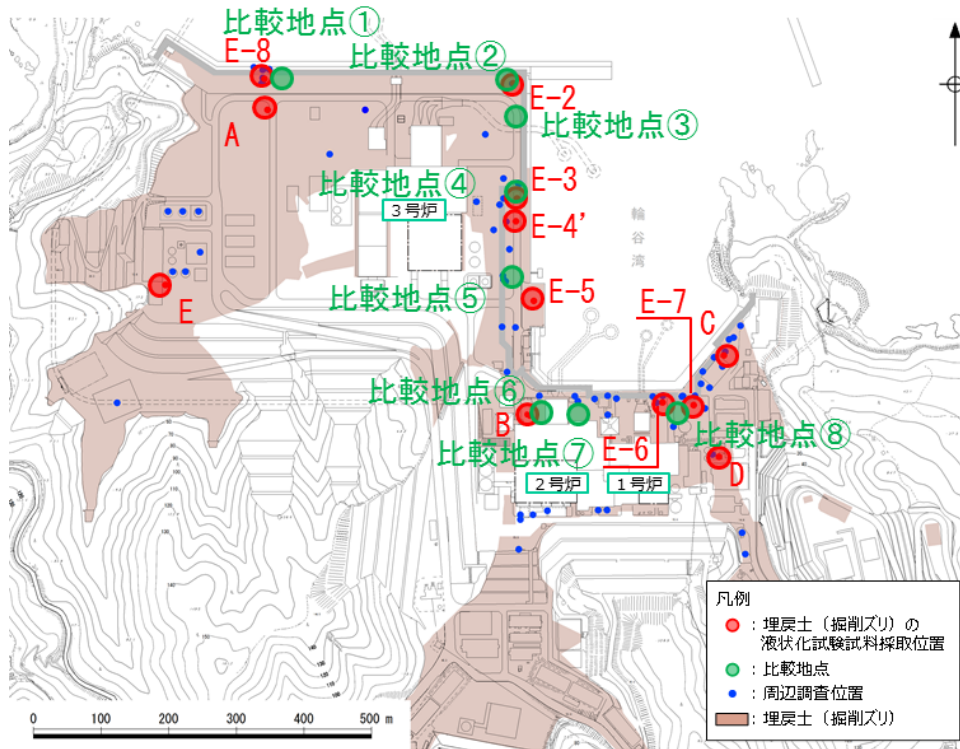 比較地点①
E-8
比較地点②
A
E-2
比較地点③
比較地点④
E-3
3号炉
E-4'
輪谷湾
E
比較地点⑤
E-5
E-7
C
比較地点⑥
B
比較地点⑦
E-6
比較地点⑧
D
2号炉
1号炉
凡例
：埋戻土（掘削ズリ）の
液状化試験試料採取位置
：比較地点
：周辺調査位置
：埋戻土（掘削ズリ）
0 100 200 300 400 500 m